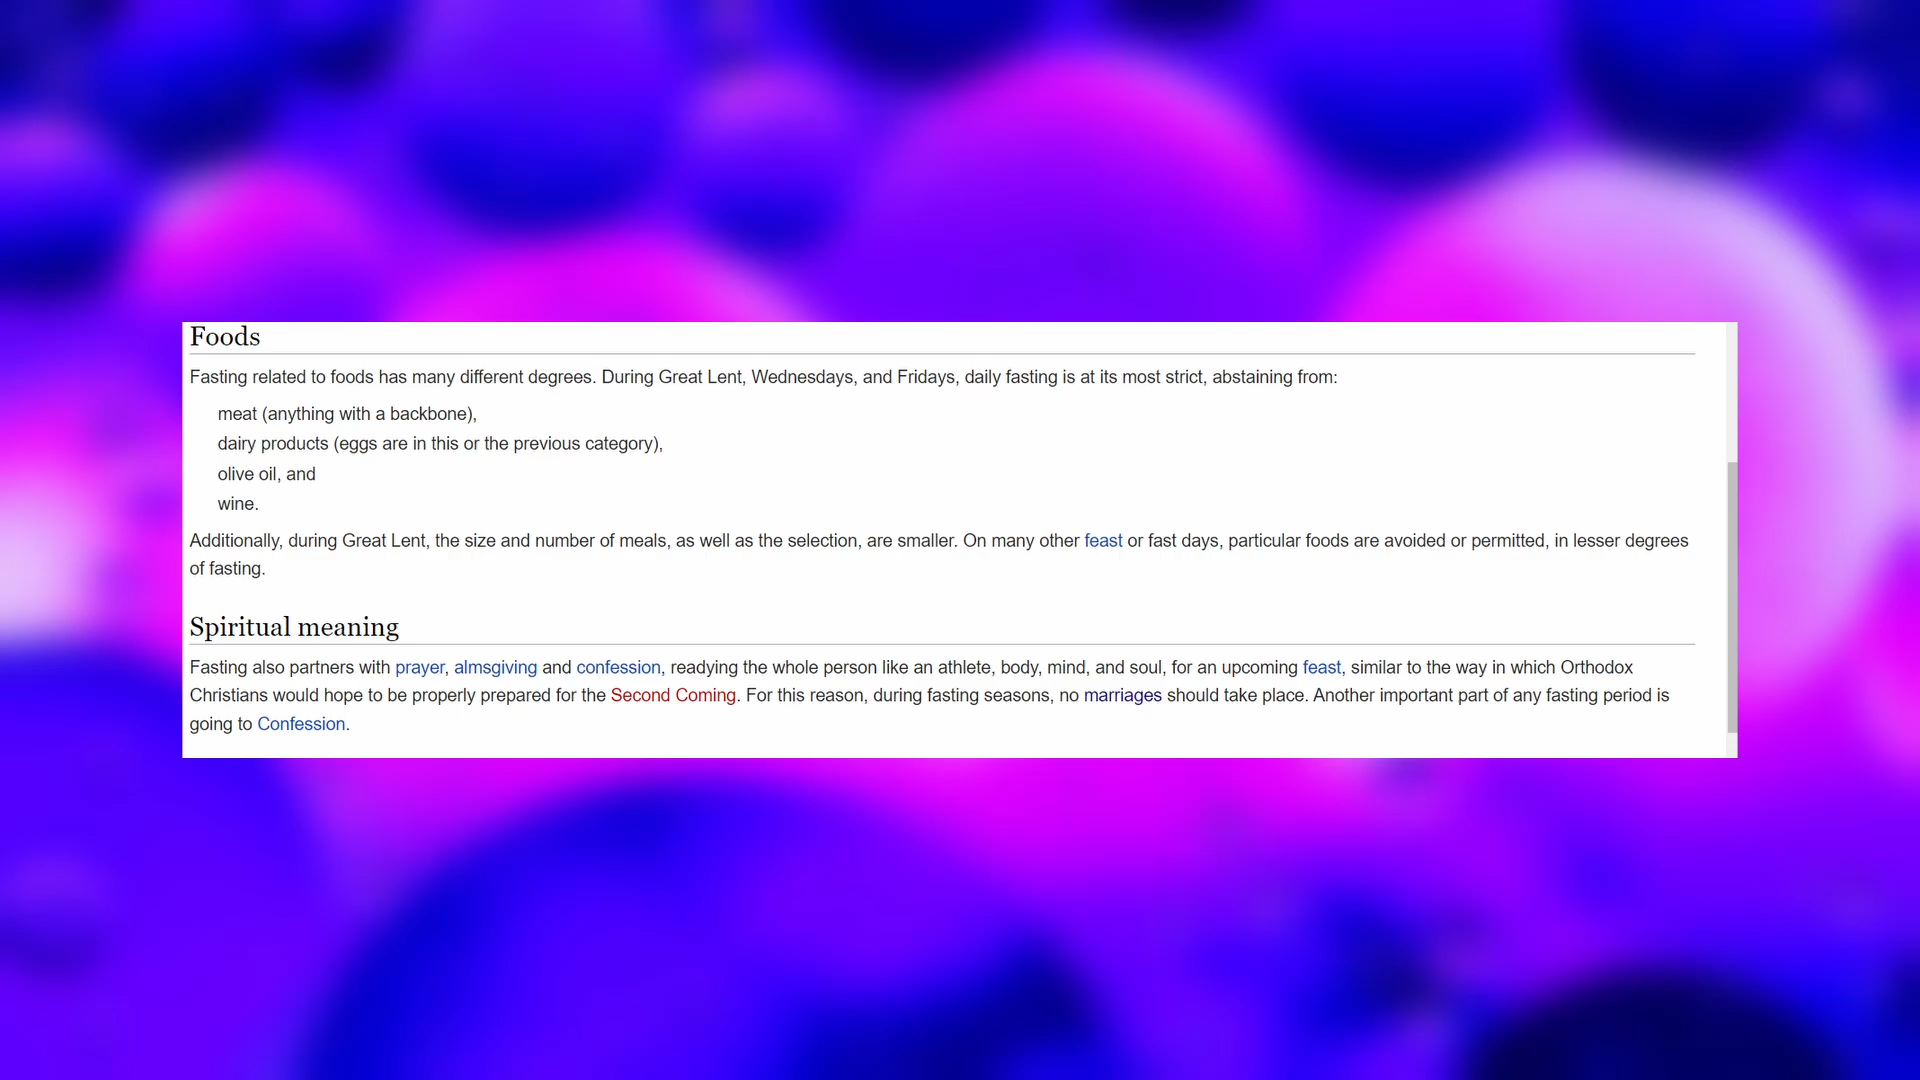 Foods
Fasting related to foods has many different degrees. During Great Lent, Wednesdays, and Fridays, daily fasting is at its most strict, abstaining from:
meat (anything with a backbone),
dairy products (eggs are in this or the previous category),
olive oil, and
wine.
Additionally, during Great Lent, the size and number of meals, as well as the selection, are smaller. On many other feast or fast days, particular foods are avoided or permitted, in lesser degrees
of fasting.
Spiritual meaning
Fasting also partners with prayer, almsgiving and confession, readying the whole person like an athlete, body, mind, and soul, for an upcoming feast, similar to the way in which Orthodox
Christians would hope to be properly prepared for the Second Coming. For this reason, during fasting seasons, no marriages should take place. Another important part of any fasting period is
going to Confession.